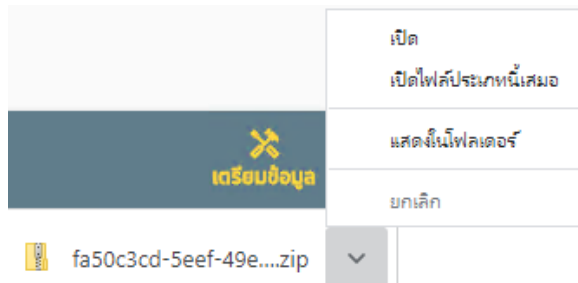 เปิด
เปิดไฟล์ประเภทนี้เสมอ
แสดงในโฟลเดอร์
ยกเลิก
เตรียมข้อมูล
fa50c3cd-5eef-49e....zip